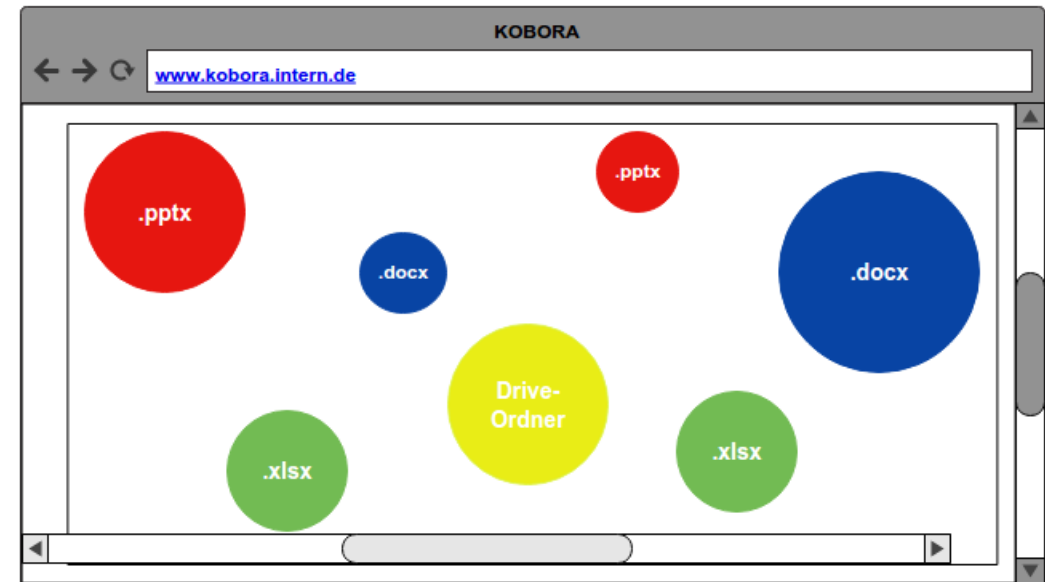 KOBORA
www.kobora.intern.de
.pptx
.pptx
.docx
.docx
Drive-
Ordner
.xlsx
.xlsx